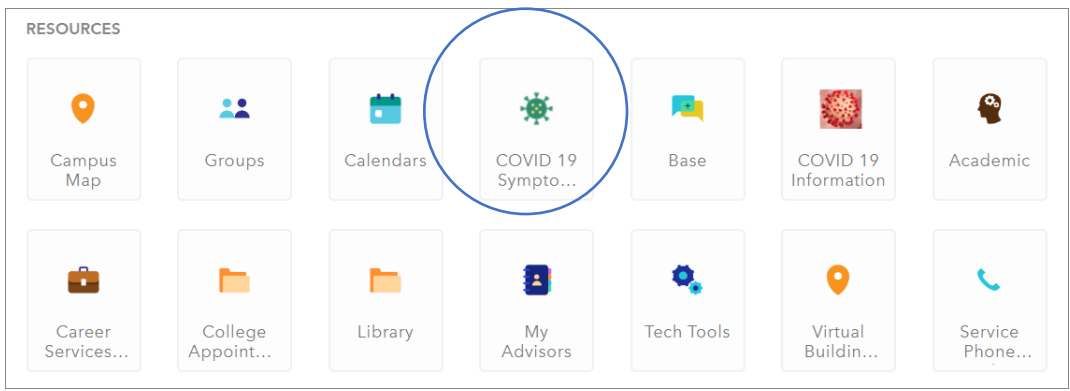 RESOURCES
Campus
Map
Groups
Calendars
COVID 19
Sympto...
Base
COVID 19
Information
Academic
Career
Services...
College
Appoint...
Library
My
Advisors
Tech Tools
Virtual
Buildin...
Service
Phone...